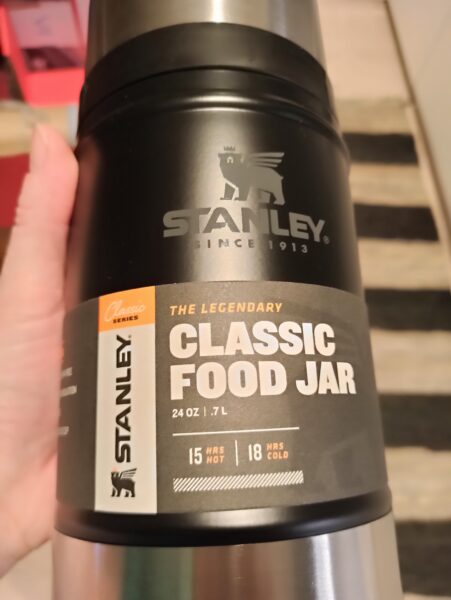 STANLEY®
SINCE 1913
Classic
SERIES
STANLEY
THE LEGENDARY
CLASSIC
FOOD JAR
24 OZ | .7 L
15 HRS HOT | 18 HRS COLD